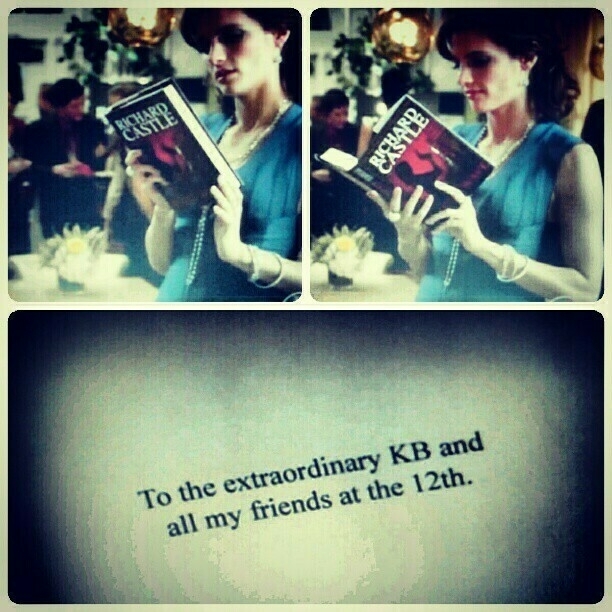 RICHARD
CASTLE
RICHARD
CASTLE
To the extraordinary KB and
all my friends at the 12th.